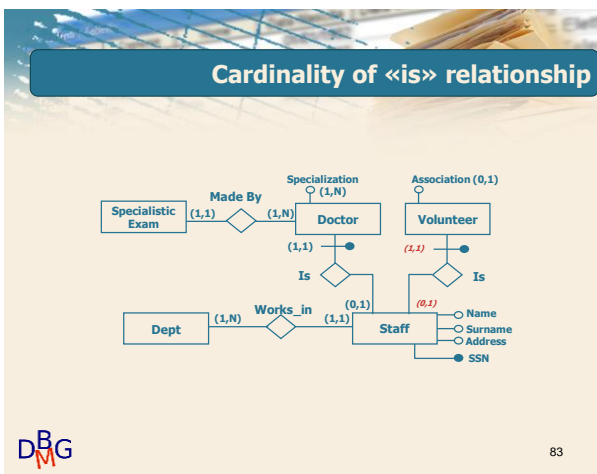 Cardinality of «is» relationship
Specialization
(1,N)
Association (0,1)
Made By
Specialistic
Exam
(1,1)
(1,N)
Doctor
Volunteer
(1,1)
(1,1)
Is
Is
(0,1)
(0,1)
Works_in
Dept
(1,N)
(1,1)
Staff
Name
Surname
Address
SSN
DBMG
83